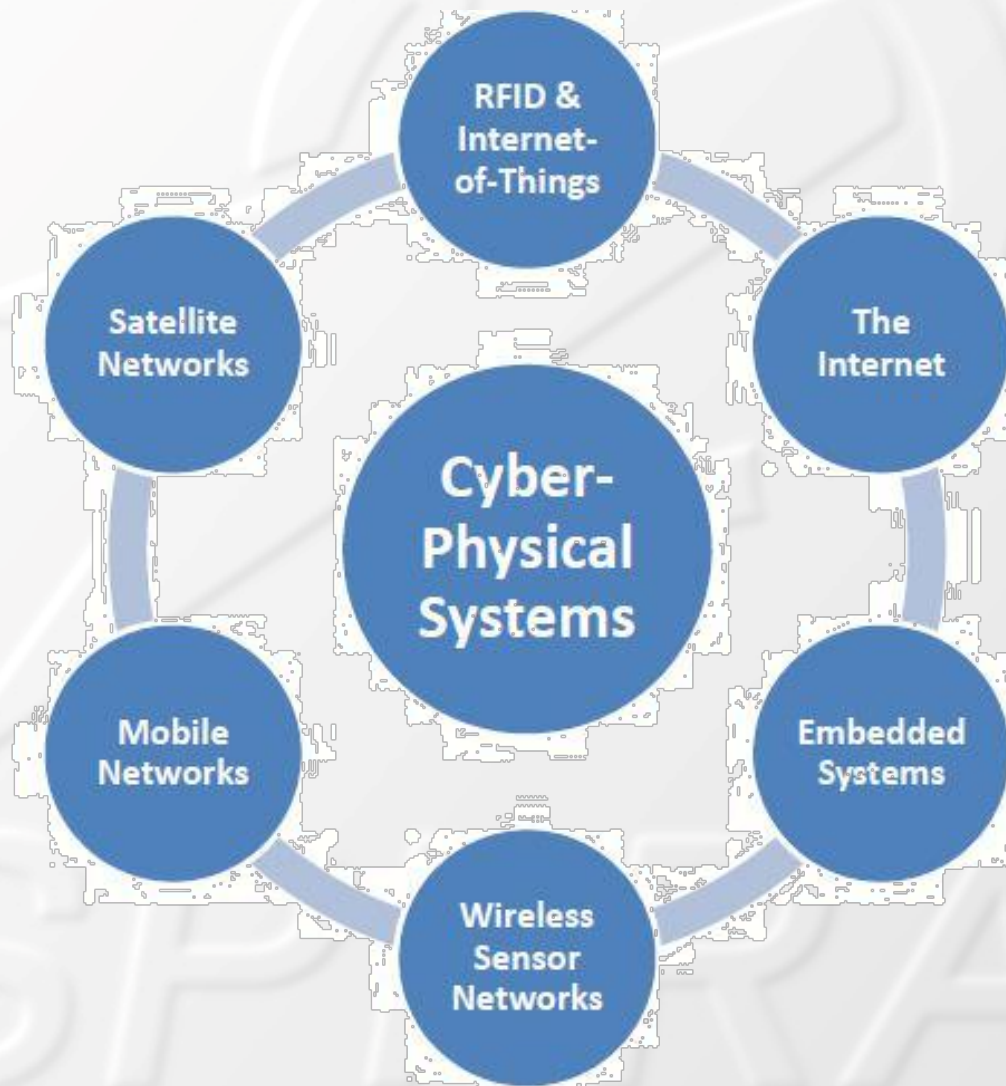 RFID &
Internet-
of-Things
Satellite
Networks
The
Internet
Cyber-
Physical
Systems
Mobile
Networks
Embedded
Systems
Wireless
Sensor
Networks